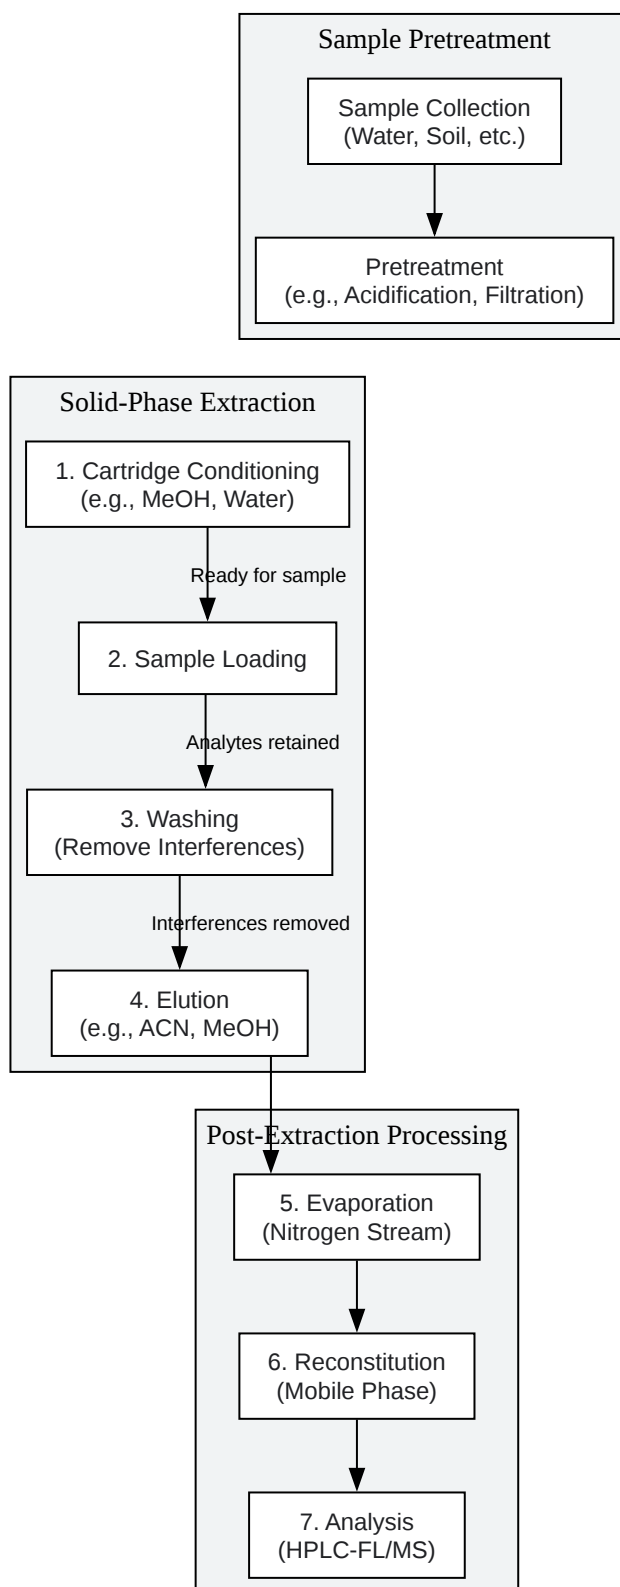 Sample Pretreatment
Sample Collection
(Water, Soil, etc.)
Pretreatment
(e.g., Acidification, Filtration)
Solid-Phase Extraction
1. Cartridge Conditioning
(e.g., MeOH, Water)
Ready for sample
2. Sample Loading
Analytes retained
3. Washing
(Remove Interferences)
Interferences removed
4. Elution
(e.g., ACN, MeOH)
Post-Extraction Processing
5. Evaporation
(Nitrogen Stream)
6. Reconstitution
(Mobile Phase)
7. Analysis
(HPLC-FL/MS)